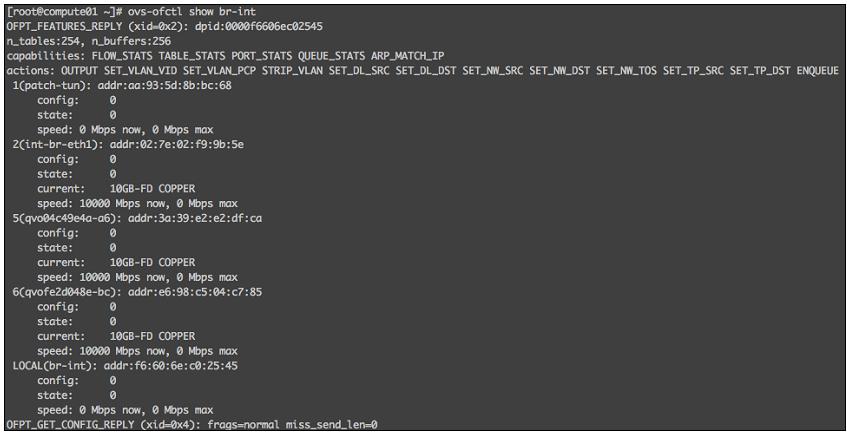 [root@compute01 ~]# ovs-ofctl show br-int
OFPT_FEATURES_REPLY (xid=0x2): dpid:0000f6606ec02545
n_tables:254, n_buffers:256
capabilities: FLOW_STATS TABLE_STATS PORT_STATS QUEUE_STATS ARP_MATCH_IP
actions: OUTPUT SET_VLAN_VID SET_VLAN_PCP STRIP_VLAN SET_DL_SRC SET_DL_DST SET_NW_SRC SET_NW_DST SET_NW_TOS SET_TP_SRC SET_TP_DST ENQUEUE
1(patch-tun): addr:aa:93:5d:8b:bc:68
config: 0
state: 0
speed: 0 Mbps now, 0 Mbps max
2(int-br-eth1): addr:02:7e:02:f9:9b:5e
config: 0
state: 0
current: 10GB-FD COPPER
speed: 10000 Mbps now, 0 Mbps max
5(qvo04c49e4a-a6): addr:3a:39:e2:e2:df:ca
config: 0
state: 0
current: 10GB-FD COPPER
speed: 10000 Mbps now, 0 Mbps max
6(qvofe2d048e-bc): addr:e6:98:c5:04:c7:85
config: 0
state: 0
current: 10GB-FD COPPER
speed: 10000 Mbps now, 0 Mbps max
LOCAL(br-int): addr:f6:60:6e:c0:25:45
config: 0
state: 0
speed: 0 Mbps now, 0 Mbps max
OFPT_GET_CONFIG_REPLY (xid=0x4): frags=normal miss_send_len=0